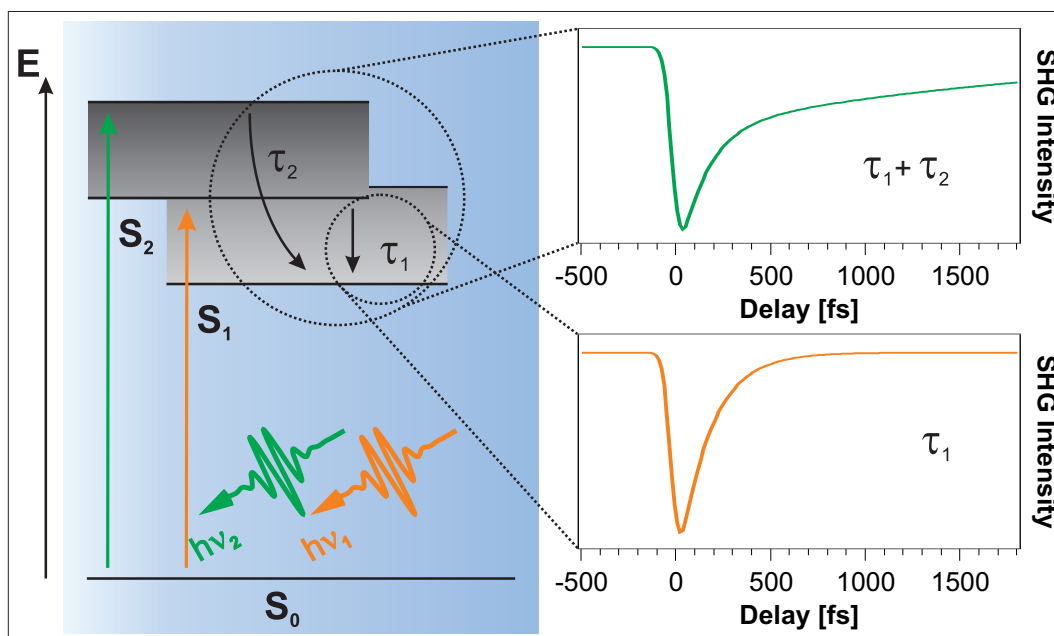 E
S₂
S₁
τ₂
τ₁
hν₂
hν₁
S₀
τ₁ + τ₂
SHG Intensity
-500 0 500 1000 1500
Delay [fs]
τ₁
SHG Intensity
-500 0 500 1000 1500
Delay [fs]